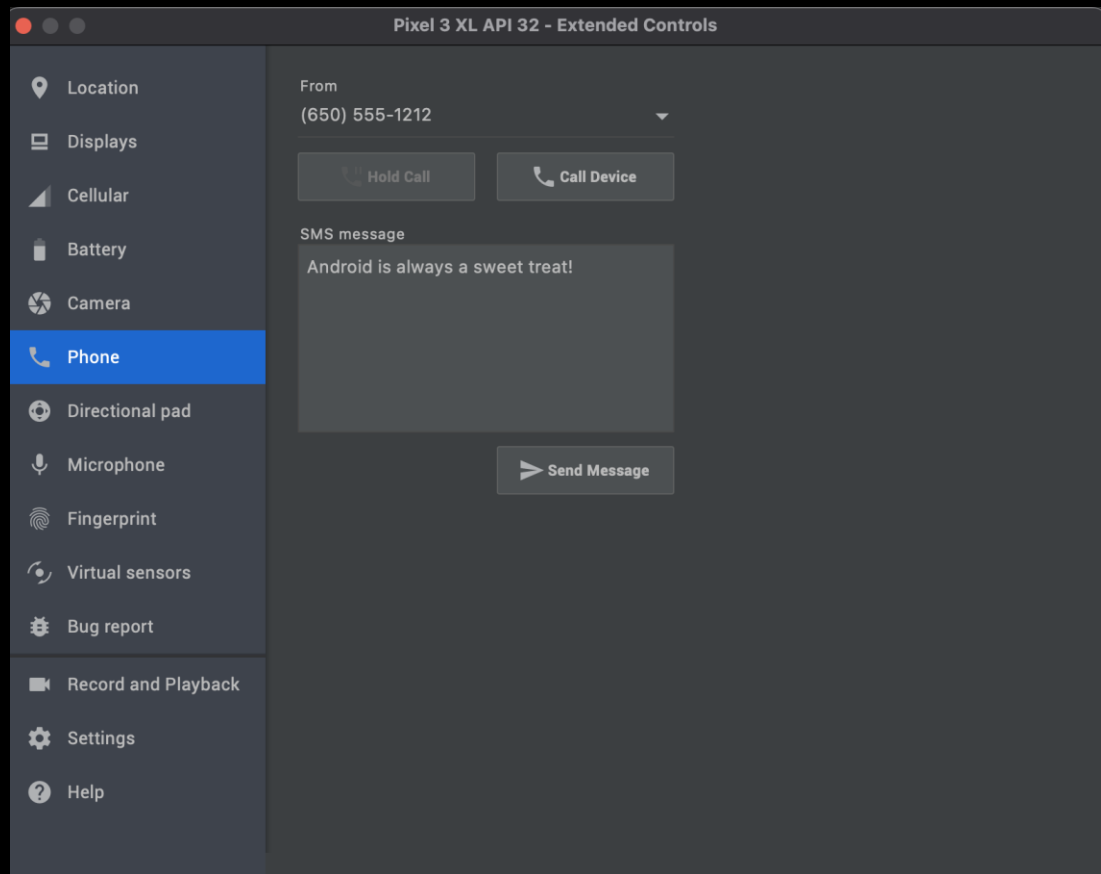 Pixel 3 XL API 32 - Extended Controls
Location
Displays
Cellular
Battery
Camera
Phone
Directional pad
Microphone
Fingerprint
Virtual sensors
Bug report
Record and Playback
Settings
Help
From
(650) 555-1212
Hold Call
Call Device
SMS message
Android is always a sweet treat!
Send Message